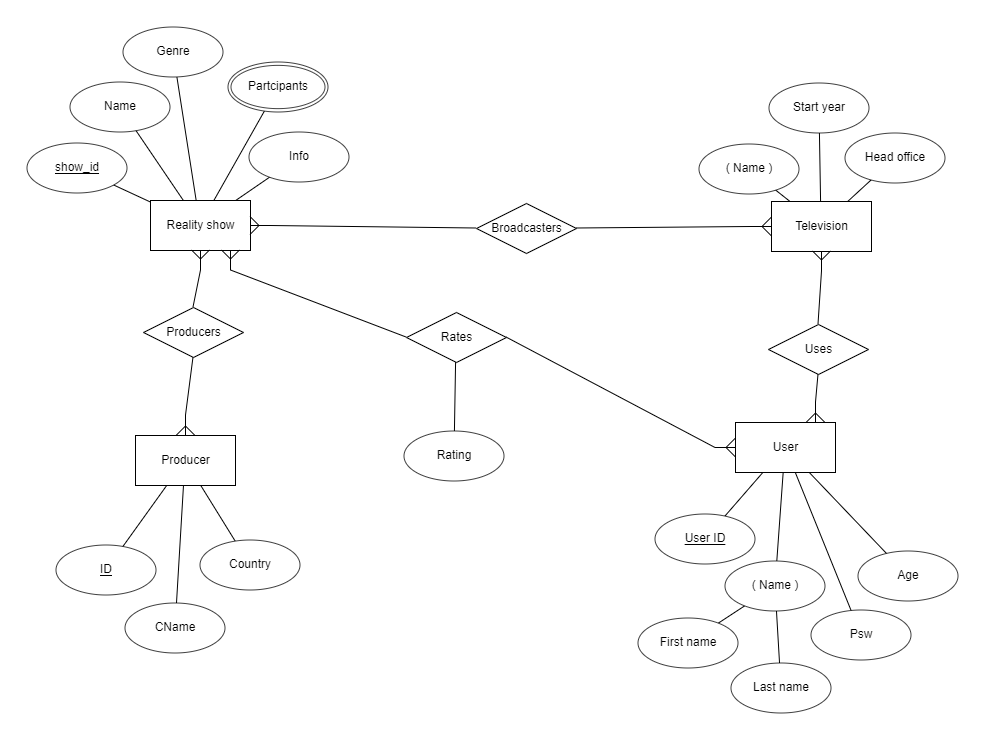 Genre
Partcipants
Name
Start year
Info
Head office
show_id
( Name )
Reality show
Broadcasters
Television
Producers
Rates
Uses
User
Rating
Producer
User ID
Country
ID
Age
( Name )
CName
Psw
First name
Last name